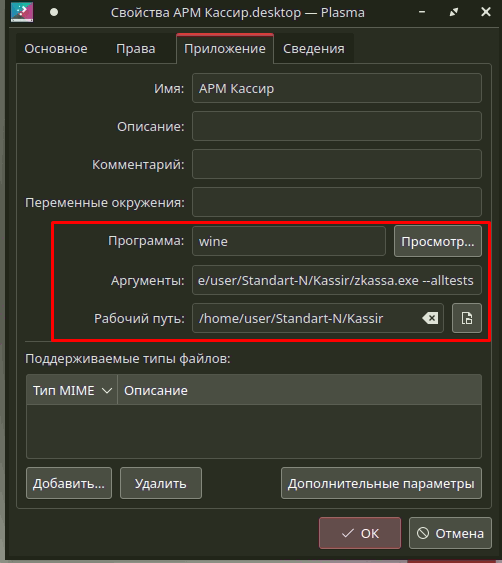 Свойства АРМ Кассир.desktop — Plasma
Основное Права Приложение Сведения
Имя: АРМ Кассир
Описание:
Комментарий:
Переменные окружения:
Программа: wine Просмотр...
Аргументы: e/user/Standart-N/Kassir/zkassa.exe --alltests
Рабочий путь: /home/user/Standart-N/Kassir
Поддерживаемые типы файлов:
Тип MIME Описание
Добавить... Удалить Дополнительные параметры
ОК Отмена